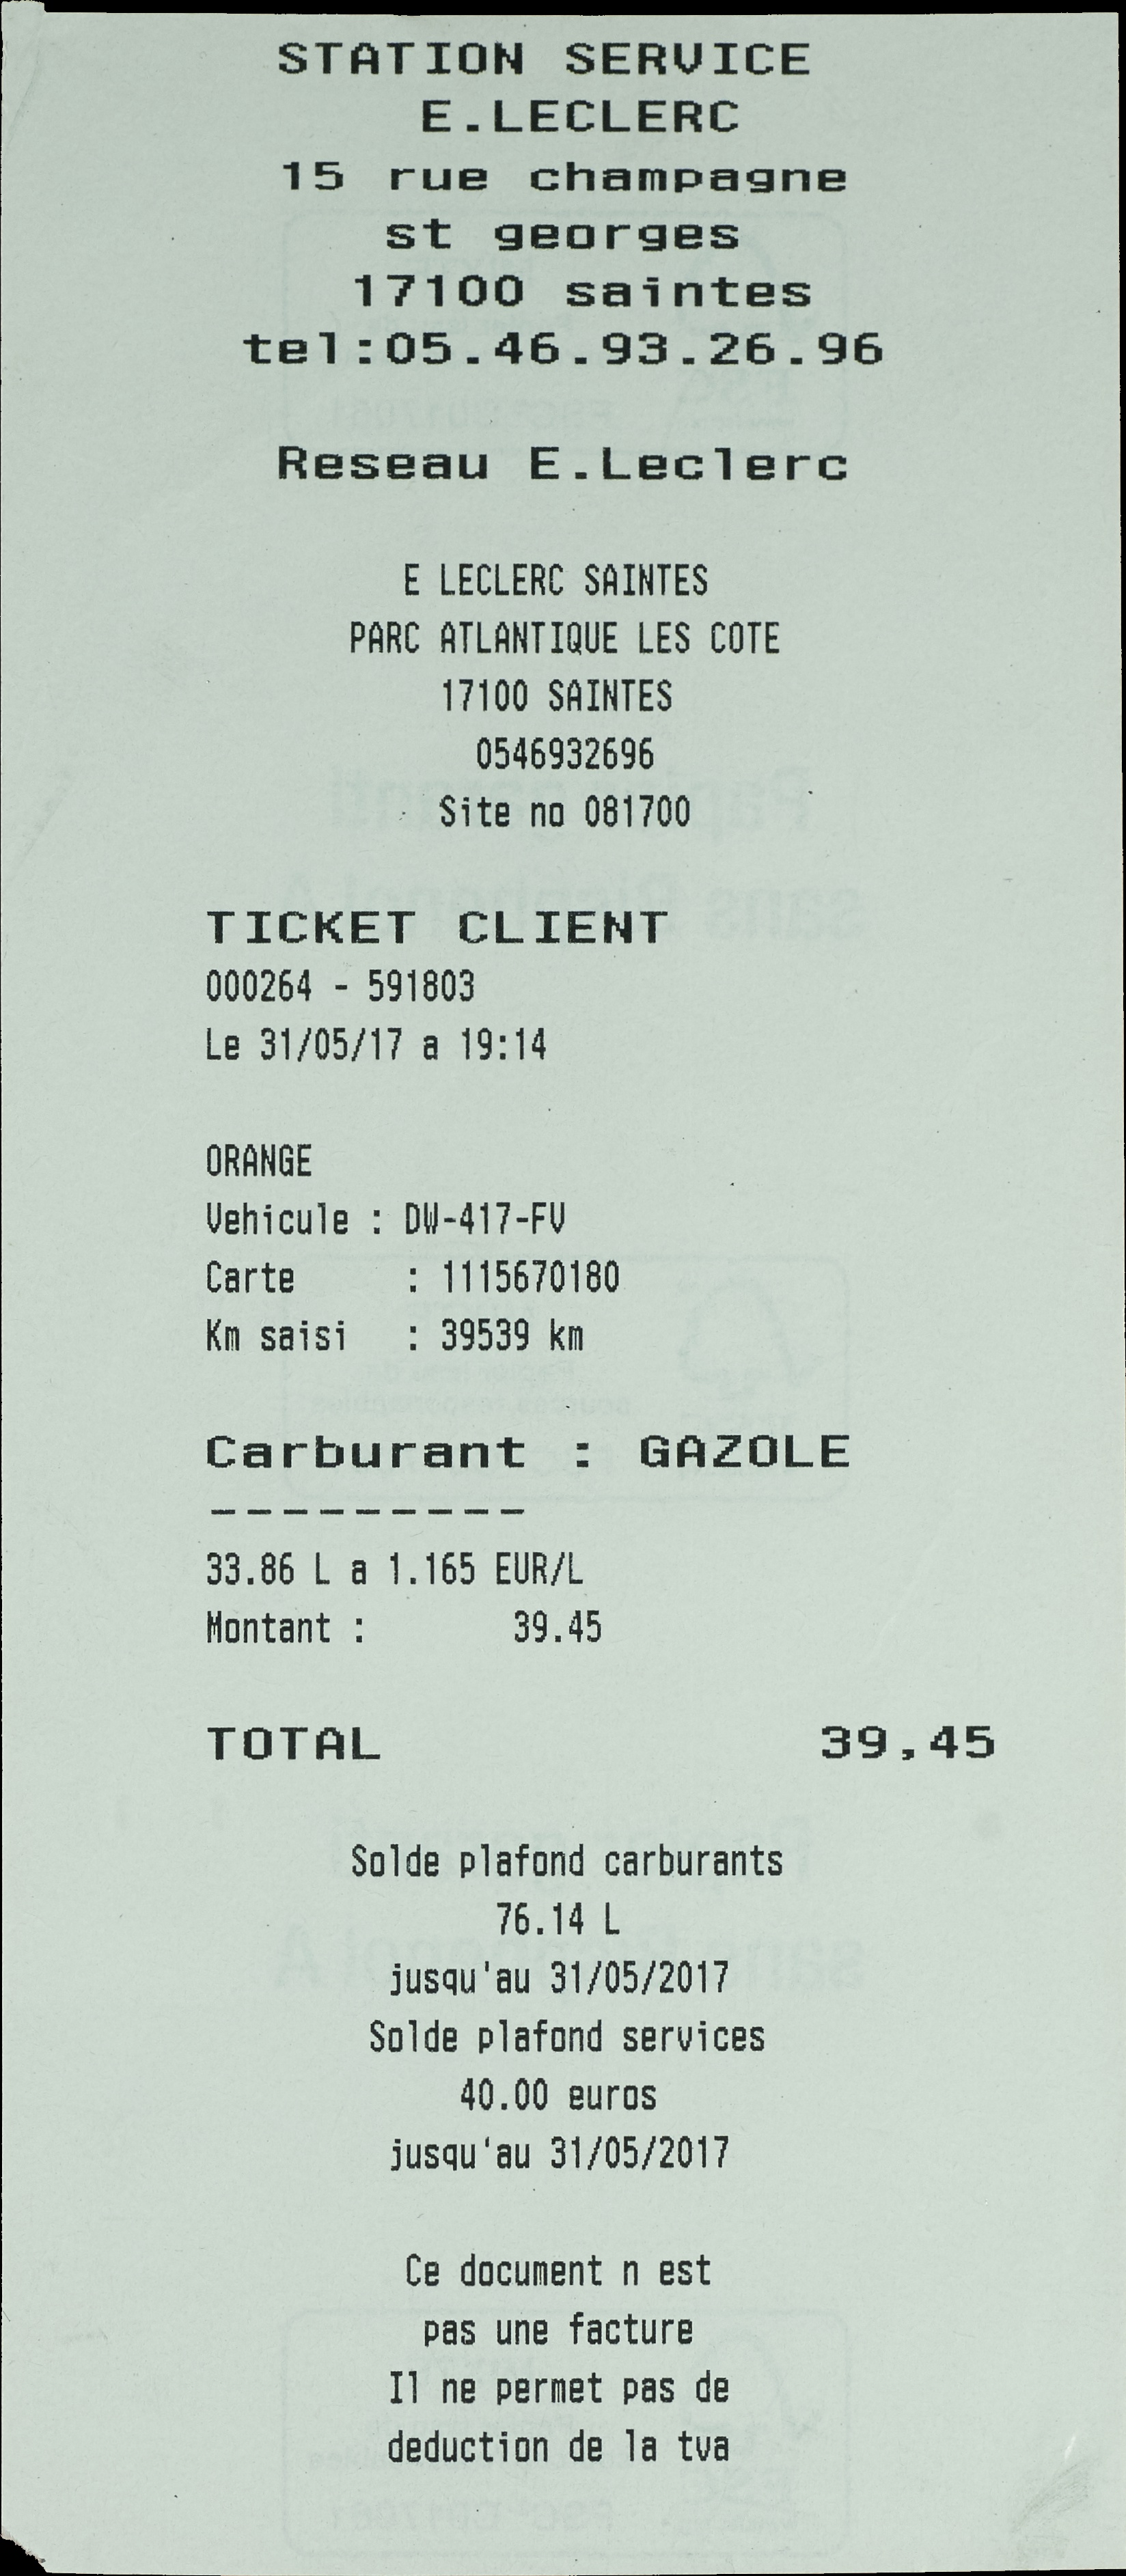 STATION SERVICE
E.LECLERC
15 rue champagne
st georges
17100 saintes
tel:05.46.93.26.96
Reseau E.Leclerc
E LECLERC SAINTES
PARC ATLANTIQUE LES COTE
17100 SAINTES
0546932696
Site no 081700
TICKET CLIENT
000264 - 591803
Le 31/05/17 a 19:14
ORANGE
Vehicule : DW-417-FV
Carte : 1115670180
Km saisi : 39539 km
Carburant : GAZOLE
---------
33.86 L a 1.165 EUR/L
Montant : 39.45
TOTAL 39,45
Solde plafond carburants
76.14 L
jusqu'au 31/05/2017
Solde plafond services
40.00 euros
jusqu'au 31/05/2017
Ce document n est
pas une facture
Il ne permet pas de
deduction de la tva